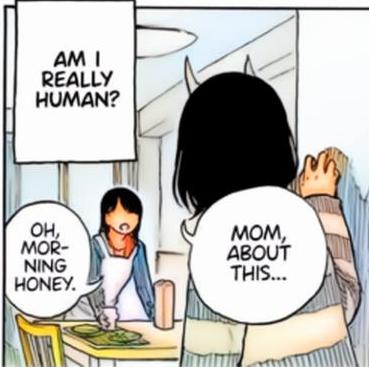 AM I
REALLY
HUMAN?
OH,
MOR-
NING
HONEY.
MOM,
ABOUT
THIS...